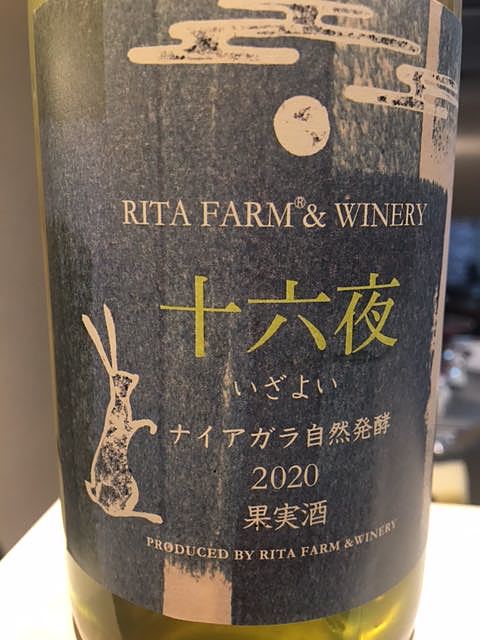 RITA FARM® & WINERY
十六夜
いざよい
ナイアガラ自然発酵
2020
果実酒
PRODUCED BY RITA FARM & WINERY